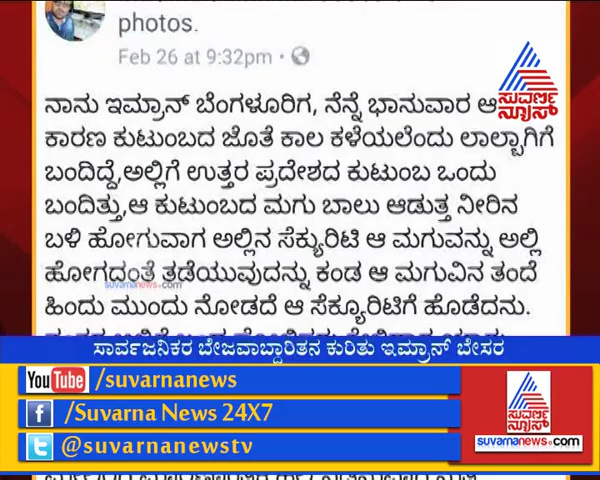 photos.
Feb 26 at 9:32pm ·
ಸುವರ್ಣ
ನ್ಯೂಸ್
ನಾನು ಇಮ್ರಾನ್ ಬೆಂಗಳೂರಿಗ, ನೆನ್ನೆ ಭಾನುವಾರ ಆ
ಕಾರಣ ಕುಟುಂಬದ ಜೊತೆ ಕಾಲ ಕಳೆಯಲೆಂದು ಲಾಲ್ಬಾಗಿಗೆ
ಬಂದಿದ್ದೆ,ಅಲ್ಲಿಗೆ ಉತ್ತರ ಪ್ರದೇಶದ ಕುಟುಂಬ ಒಂದು
ಬಂದಿತ್ತು,ಆ ಕುಟುಂಬದ ಮಗು ಬಾಲು ಆಡುತ್ತ ನೀರಿನ
ಬಳಿ ಹೋಗುವಾಗ ಅಲ್ಲಿನ ಸೆಕ್ಯುರಿಟಿ ಆ ಮಗುವನ್ನು ಅಲ್ಲಿ
ಹೋಗದಂತೆ ತಡೆಯುವುದನ್ನು ಕಂಡ ಆ ಮಗುವಿನ ತಂದೆ
suvarnanews.in
ಹಿಂದು ಮುಂದು ನೋಡದೆ ಆ ಸೆಕ್ಯೂರಿಟಿಗೆ ಹೊಡೆದನು.
ಸಾರ್ವಜನಿಕರ ಬೇಜವಾಬ್ದಾರಿತನ ಕುರಿತು ಇಮ್ರಾನ್ ಬೇಸರ
YouTube /suvarnanews
/Suvarna News 24X7
@suvarnanewstv
ಸುವರ್ಣ
ನ್ಯೂಸ್
suvarnanews.com